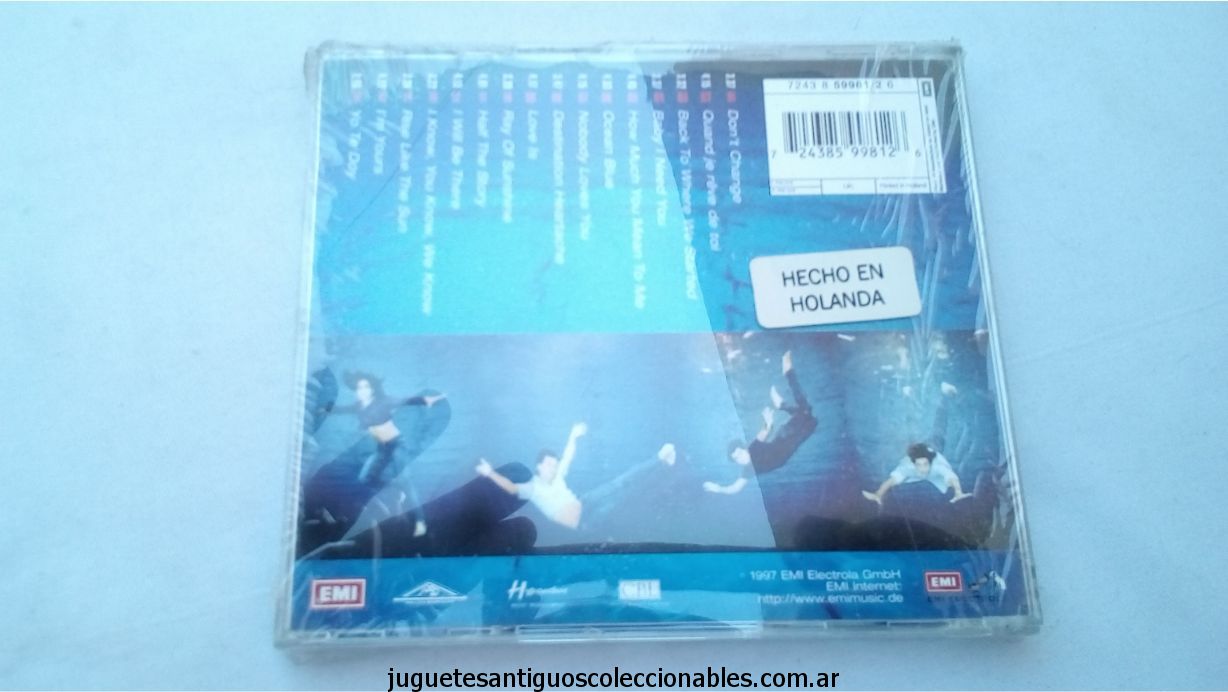 Don't Change
Quand je rêve de toi
Back To Where We Started
Baby I Need You
How Much You Mean To Me
Ocean Blue
Nobody Loves You
Destination Heartache
Love Is
Ray Of Sunshine
Half The Story
I Will Be There
I Know, You Know, We Know
Rise Like The Sun
I'm Yours
Yo Te Doy
7243 8 59981 2 6
7 24385 99812 6
HECHO EN
HOLANDA
EMI
1997 EMI Electrola GmbH
EMI Internet:
http://www.emimusic.de
EMI
juguetesantiguoscoleccionables.com.ar